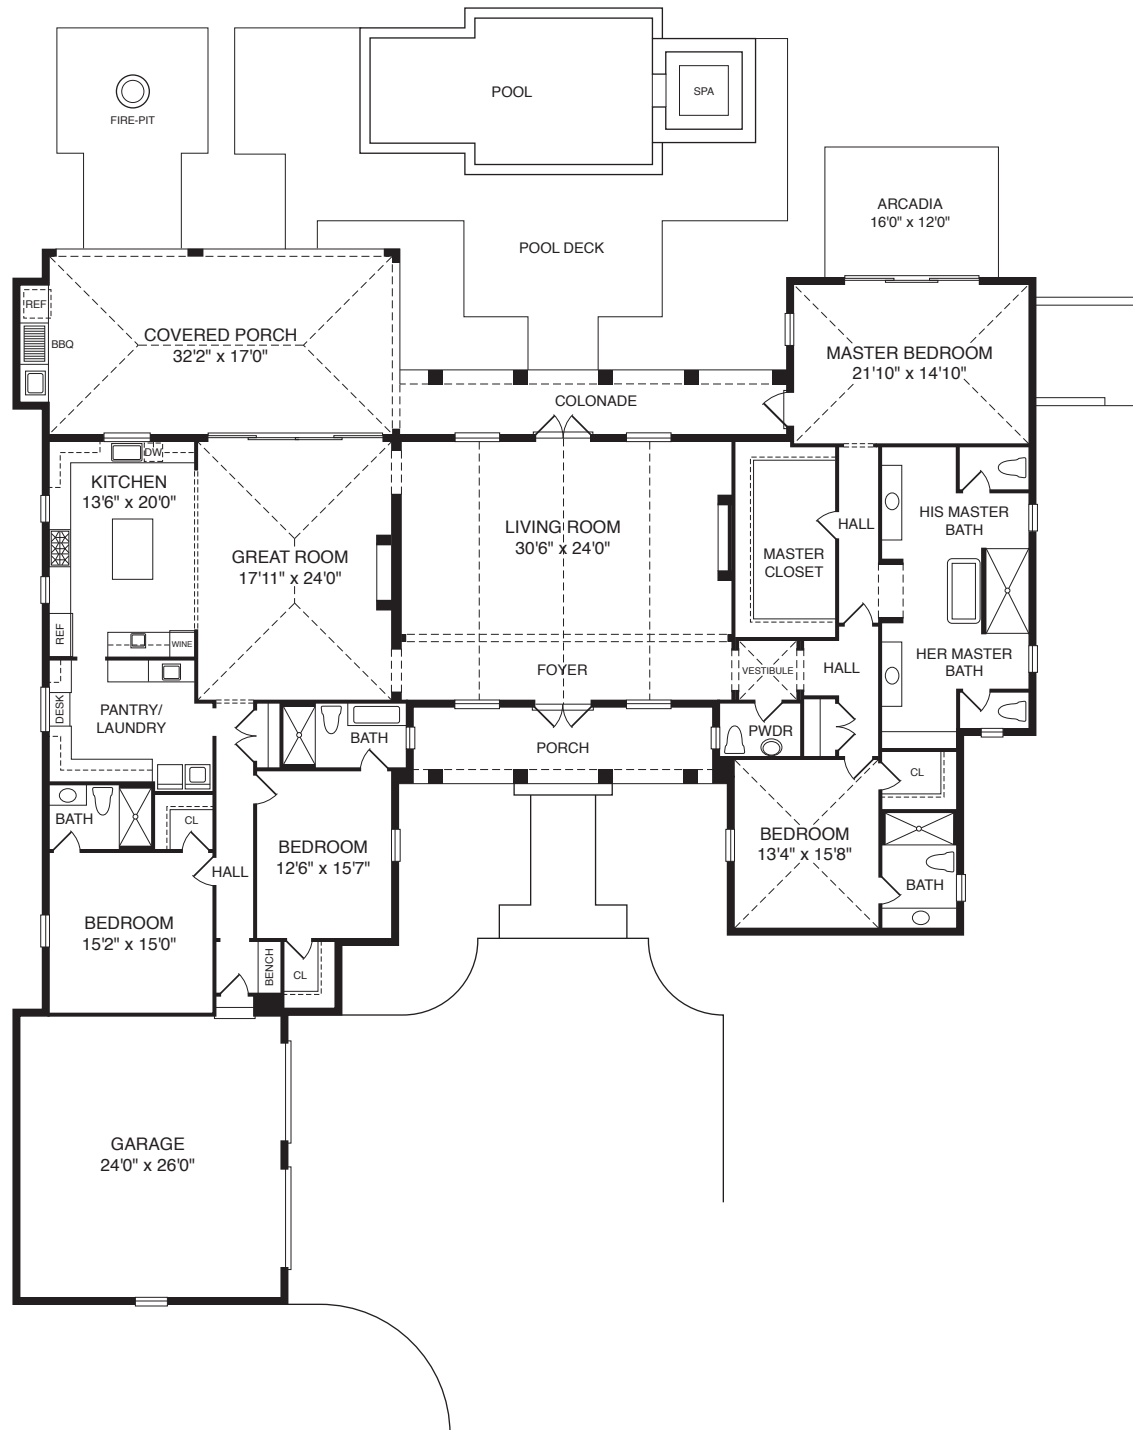 POOL
SPA
FIRE-PIT
ARCADIA
16'0" x 12'0"
POOL DECK
REF
BBQ
COVERED PORCH
32'2" x 17'0"
MASTER BEDROOM
21'10" x 14'10"
COLONADE
DW
KITCHEN
13'6" x 20'0"
GREAT ROOM
17'11" x 24'0"
LIVING ROOM
30'6" x 24'0"
MASTER
CLOSET
HALL
HIS MASTER
BATH
REF
WINE
FOYER
VESTIBULE
HALL
HER MASTER
BATH
DESK
PANTRY/
LAUNDRY
BATH
PORCH
PWDR
CL
BATH
CL
HALL
BEDROOM
12'6" x 15'7"
BEDROOM
13'4" x 15'8"
BATH
BEDROOM
15'2" x 15'0"
BENCH
CL
GARAGE
24'0" x 26'0"